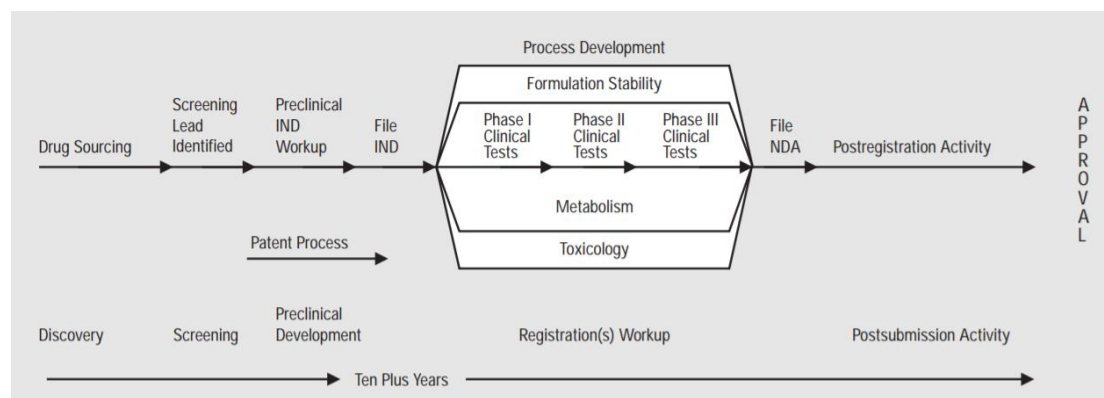 Process Development
Formulation Stability
Drug Sourcing
Screening
Lead
Identified
Preclinical
IND
Workup
File
IND
Phase I
Clinical
Tests
Phase II
Clinical
Tests
Phase III
Clinical
Tests
File
NDA
Postregistration Activity
APPROVAL
Metabolism
Patent Process
Toxicology
Discovery
Screening
Preclinical
Development
Registration(s) Workup
Postsubmission Activity
Ten Plus Years